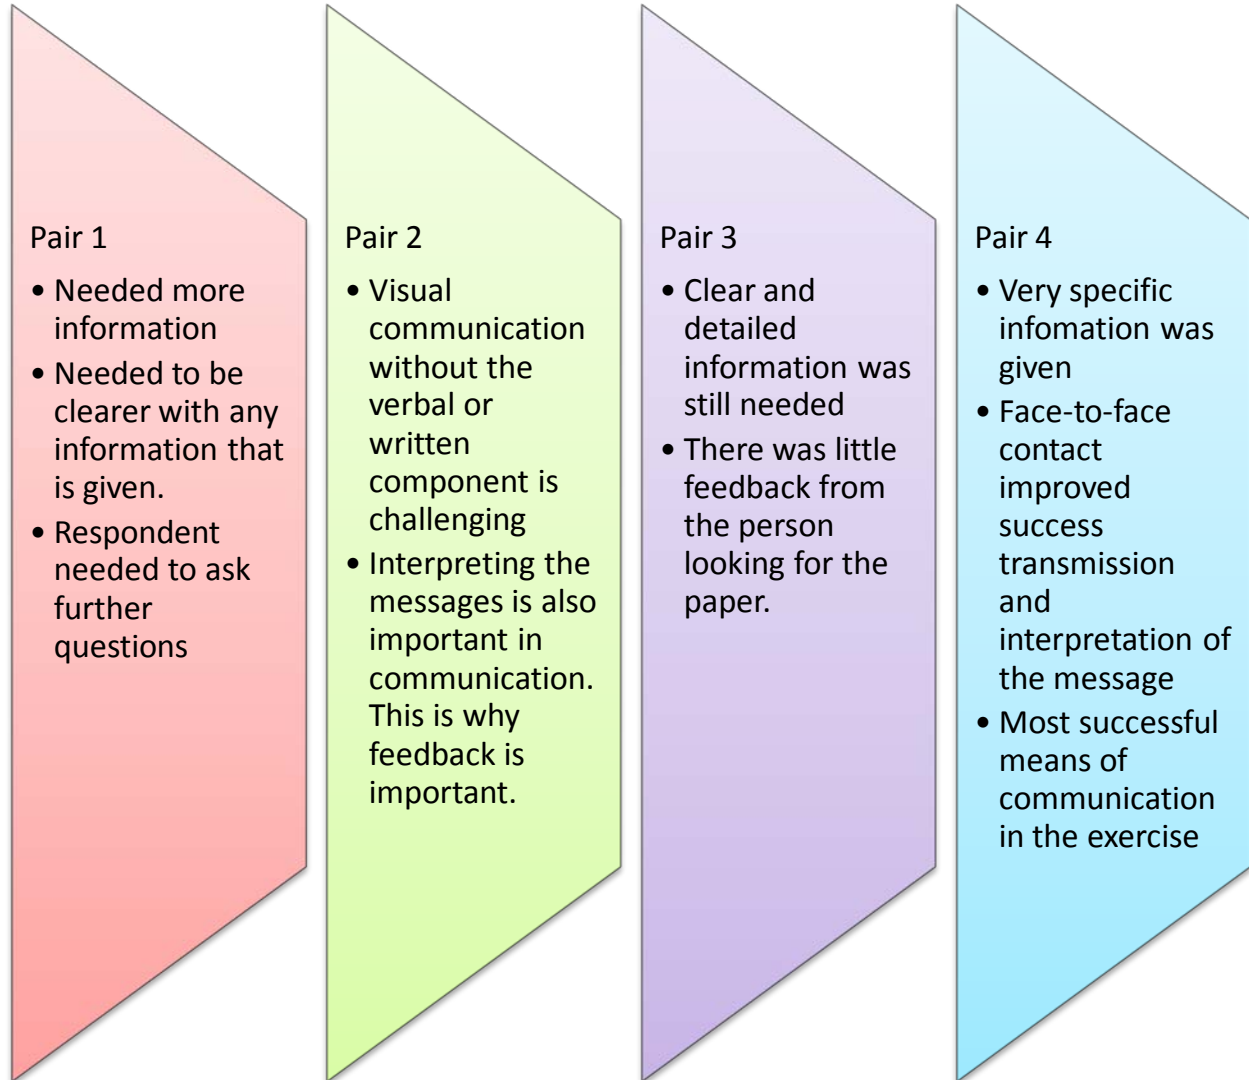 Pair 1
• Needed more
information
• Needed to be
clearer with any
information that
is given.
• Respondent
needed to ask
further
questions
Pair 2
• Visual
communication
without the
verbal or
written
component is
challenging
• Interpreting the
messages is also
important in
communication.
This is why
feedback is
important.
Pair 3
• Clear and
detailed
information was
still needed
• There was little
feedback from
the person
looking for the
paper.
Pair 4
• Very specific
infomation was
given
• Face-to-face
contact
improved
success
transmission
and
interpretation of
the message
• Most successful
means of
communication
in the exercise